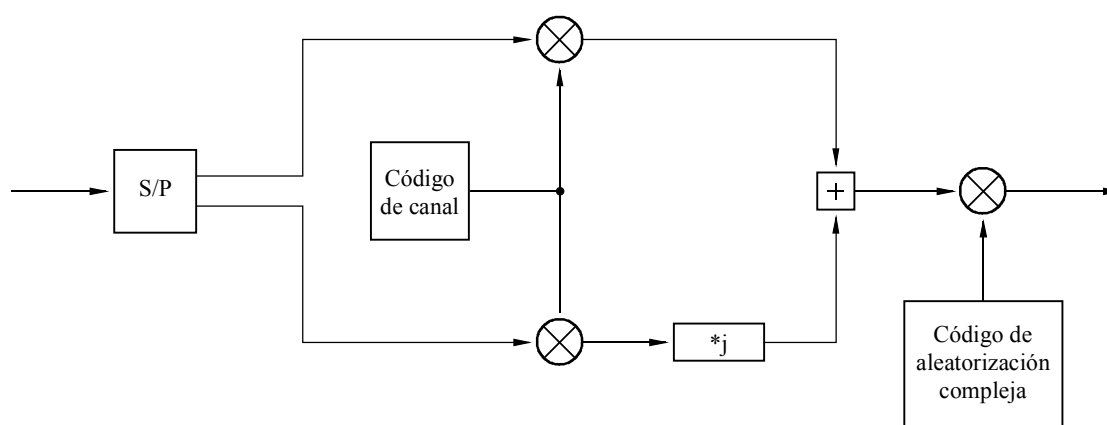 S/P
Código
de canal
+
*j
Código de
aleatorización
compleja